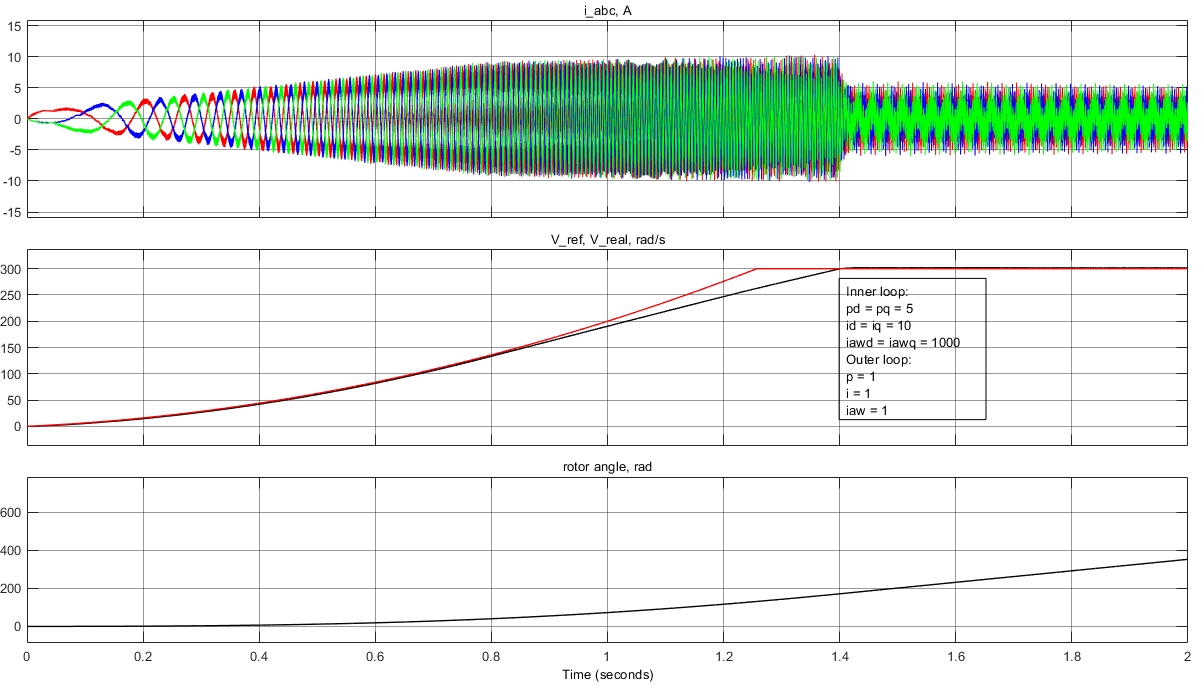 i_abc, A
15
10
5
0
-5
-10
-15
V_ref, V_real, rad/s
300
250
200
150
100
50
0
Inner loop:
pd = pq = 5
id = iq = 10
iawd = iawq = 1000
Outer loop:
p = 1
i = 1
iaw = 1
rotor angle, rad
600
400
200
0
0 0.2 0.4 0.6 0.8 1 1.2 1.4 1.6 1.8 2
Time (seconds)